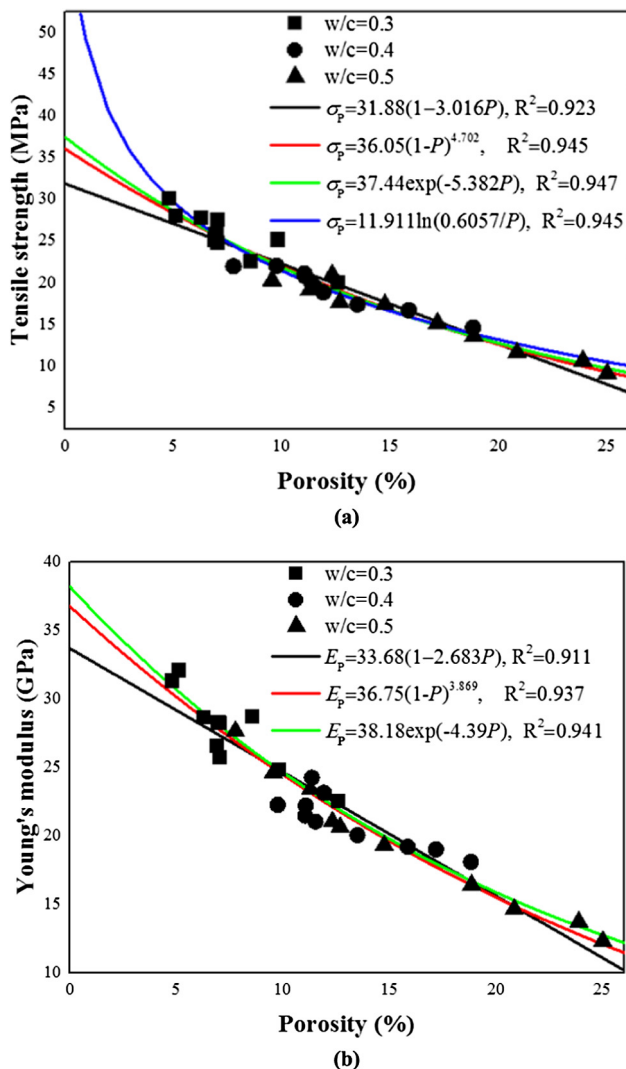 50
45
40
35
30
25
20
15
10
5
Tensile strength (MPa)
w/c=0.3
w/c=0.4
w/c=0.5
σP=31.88(1–3.016P), R²=0.923
σP=36.05(1-P)^4.702, R²=0.945
σP=37.44exp(-5.382P), R²=0.947
σP=11.911ln(0.6057/P), R²=0.945
0 5 10 15 20 25
Porosity (%)
(a)
40
35
30
25
20
15
10
Young's modulus (GPa)
w/c=0.3
w/c=0.4
w/c=0.5
EP=33.68(1–2.683P), R²=0.911
EP=36.75(1-P)^3.869, R²=0.937
EP=38.18exp(-4.39P), R²=0.941
0 5 10 15 20 25
Porosity (%)
(b)